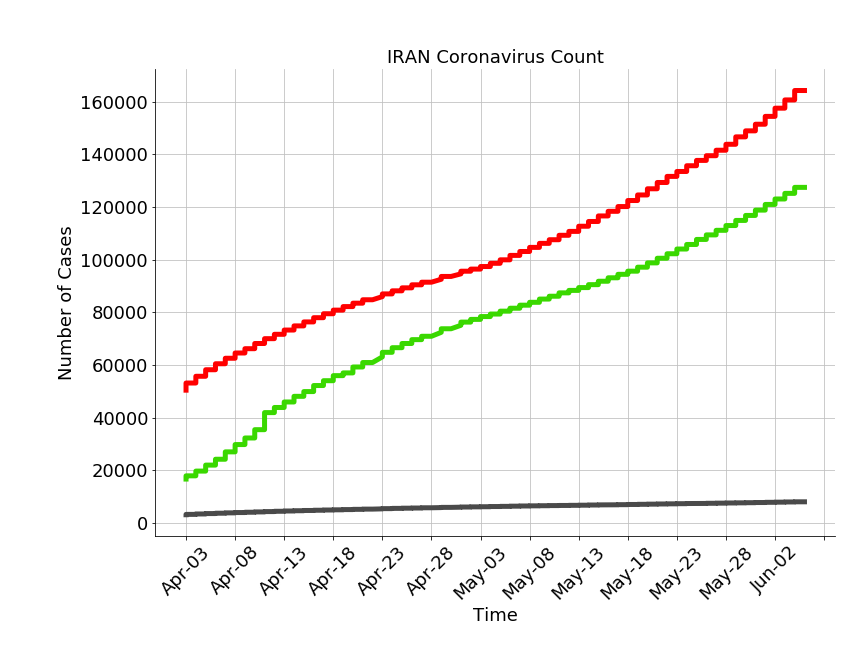 IRAN Coronavirus Count
Number of Cases
160000
140000
120000
100000
80000
60000
40000
20000
0
Apr-03
Apr-08
Apr-13
Apr-18
Apr-23
Apr-28
May-03
May-08
May-13
May-18
May-23
May-28
Jun-02
Time